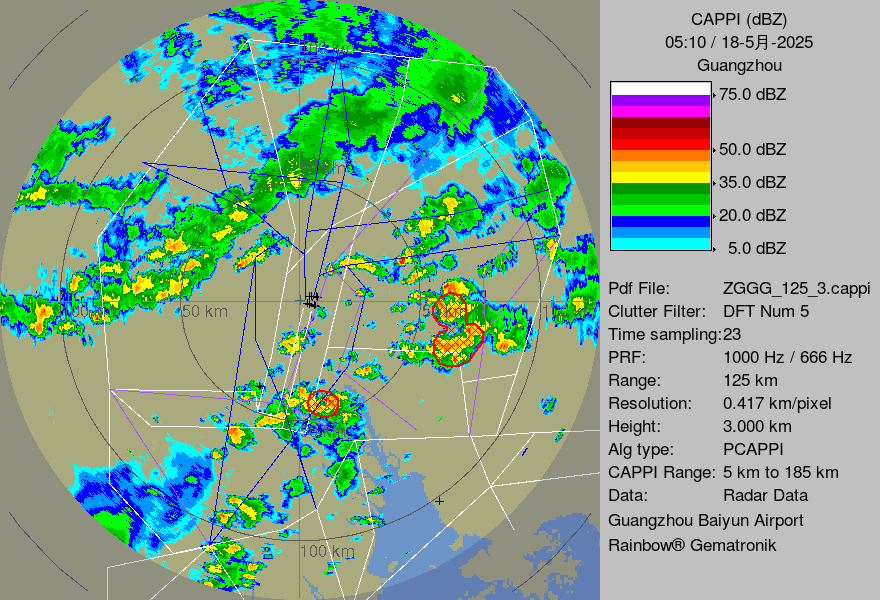 CAPPI (dBZ)
05:10 / 18-5月-2025
Guangzhou
75.0 dBZ
50.0 dBZ
35.0 dBZ
20.0 dBZ
5.0 dBZ
Pdf File: ZGGG_125_3.cappi
Clutter Filter: DFT Num 5
Time sampling:23
PRF: 1000 Hz / 666 Hz
Range: 125 km
Resolution: 0.417 km/pixel
Height: 3.000 km
Alg type: PCAPPI
CAPPI Range: 5 km to 185 km
Data: Radar Data
Guangzhou Baiyun Airport
Rainbow® Gematronik
50 km
100 km